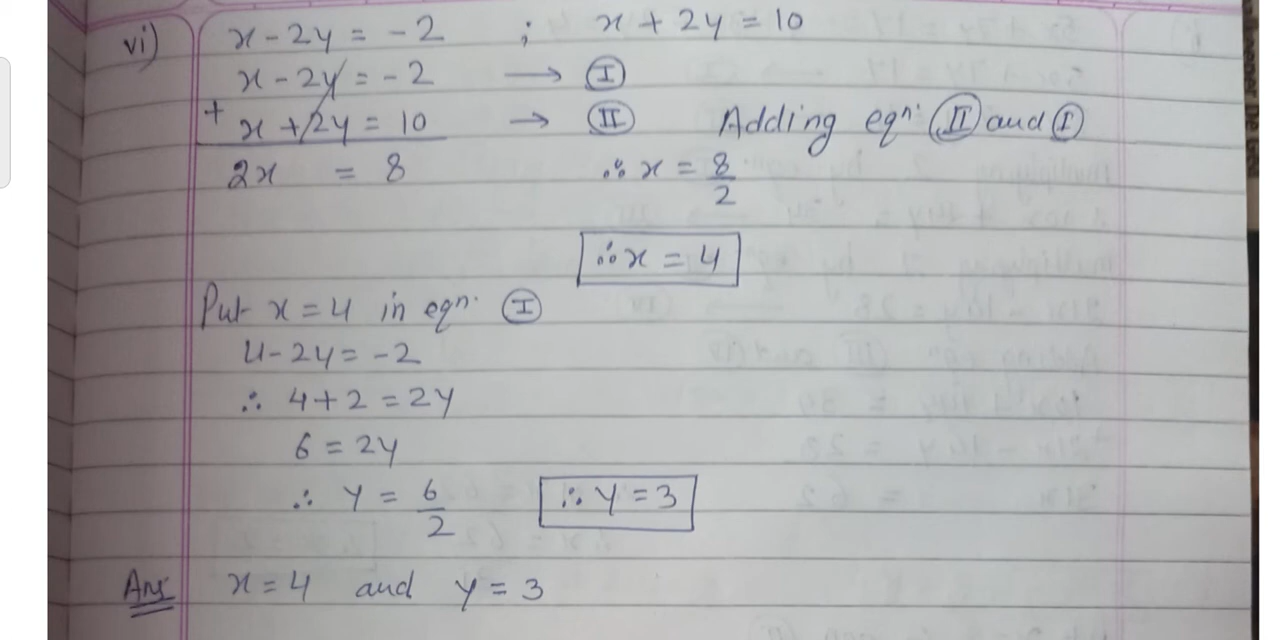 vi) x - 2y = -2 ; x + 2y = 10
x - 2y = -2 → Ⓘ
+ x + 2y = 10 → Ⓘⓘ Adding eqⁿ· (II) and (I)
2x = 8 ∴ x = 8/2
∴ x = 4
Put x = 4 in eqn. (I)
4 - 2y = -2
∴ 4 + 2 = 2y
6 = 2y
∴ y = 6/2 ∴ y = 3
Ans x = 4 and y = 3